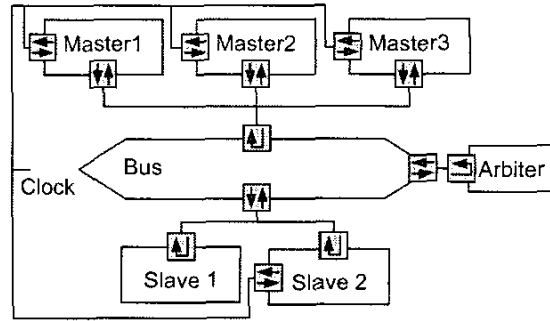 Master1
Master2
Master3
Bus
Clock
Arbiter
Slave 1
Slave 2